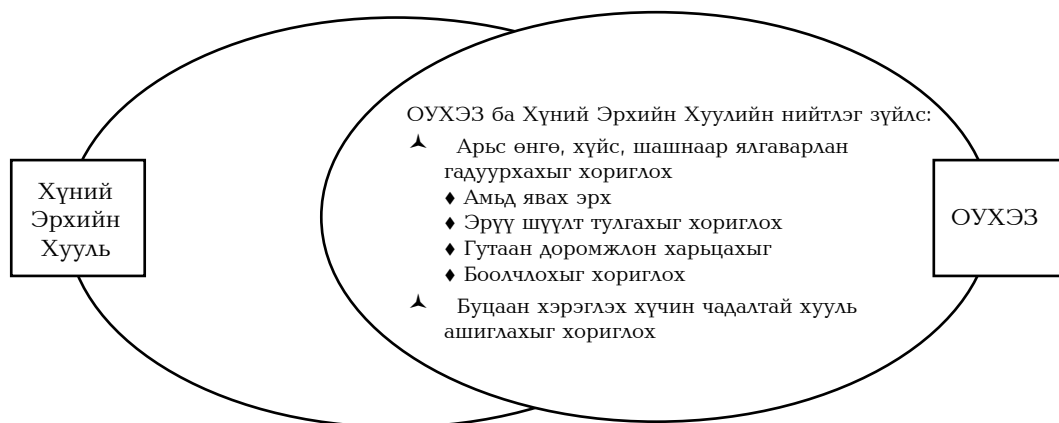 ОУХЭЗ ба Хүний Эрхийн Хуулийн нийтлэг зүйлс:
Арьс өнгө, хүйс, шашнаар ялгаварлан
гадуурхахыг хориглох
♦ Амьд явах эрх
♦ Эрүү шүүлт тулгахыг хориглох
♦ Гутаан доромжлон харьцахыг
♦ Боолчлохыг хориглох
Буцаан хэрэглэх хүчин чадалтай хууль
ашиглахыг хориглох
Хүний
Эрхийн
Хууль
ОУХЭЗ